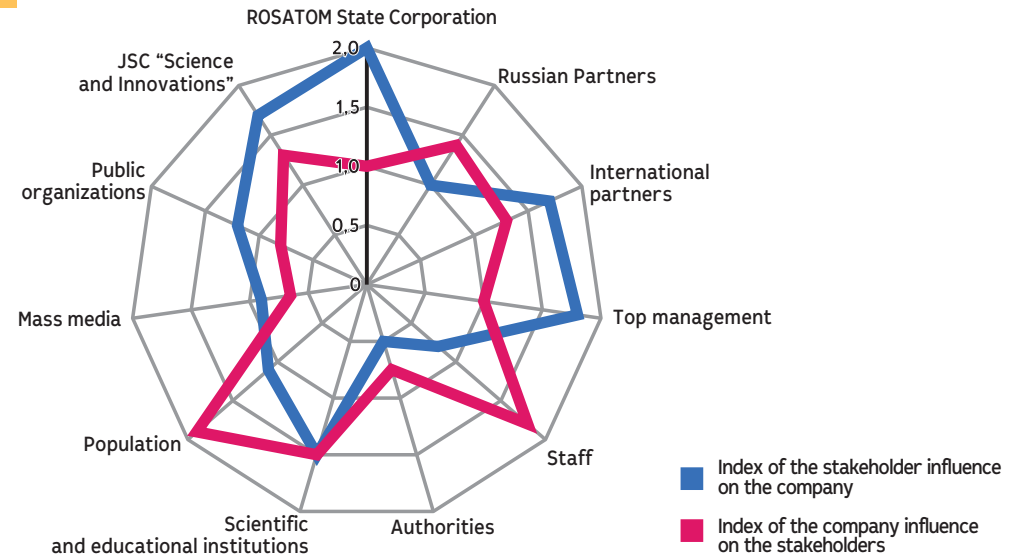 ROSATOM State Corporation
JSC “Science
and Innovations”
Russian Partners
2,0
1,5
1,0
0,5
0
Public
organizations
International
partners
Mass media
Top management
Population
Staff
Scientific
and educational institutions
Authorities
Index of the stakeholder influence
on the company
Index of the company influence
on the stakeholders